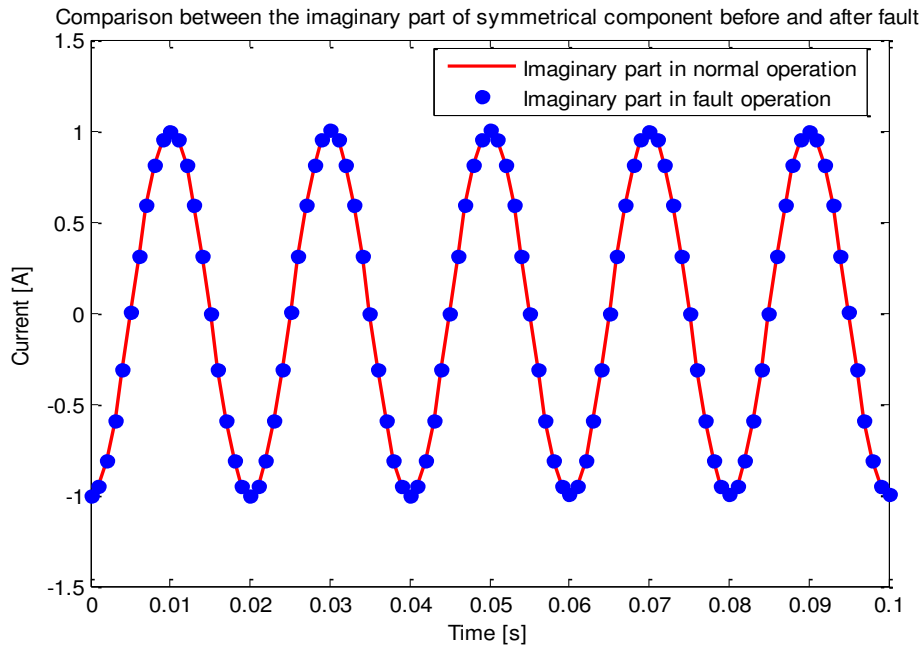 Comparison between the imaginary part of symmetrical component before and after fault
1.5
Imaginary part in normal operation
Imaginary part in fault operation
1
0.5
0
-0.5
-1
-1.5
Current [A]
0 0.01 0.02 0.03 0.04 0.05 0.06 0.07 0.08 0.09 0.1
Time [s]